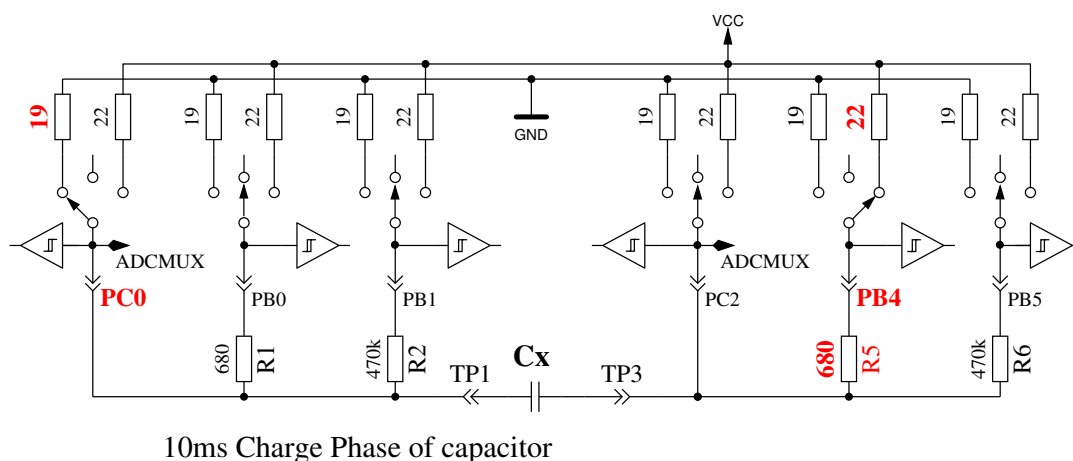 VCC
19 22 19 22 19 22 19 22 19 22 19 22
GND
ADCMUX ADCMUX
PC0 PB0 PB1 PC2 PB4 PB5
680 R1 470k R2 680 R5 470k R6
TP1 Cx TP3
10ms Charge Phase of capacitor